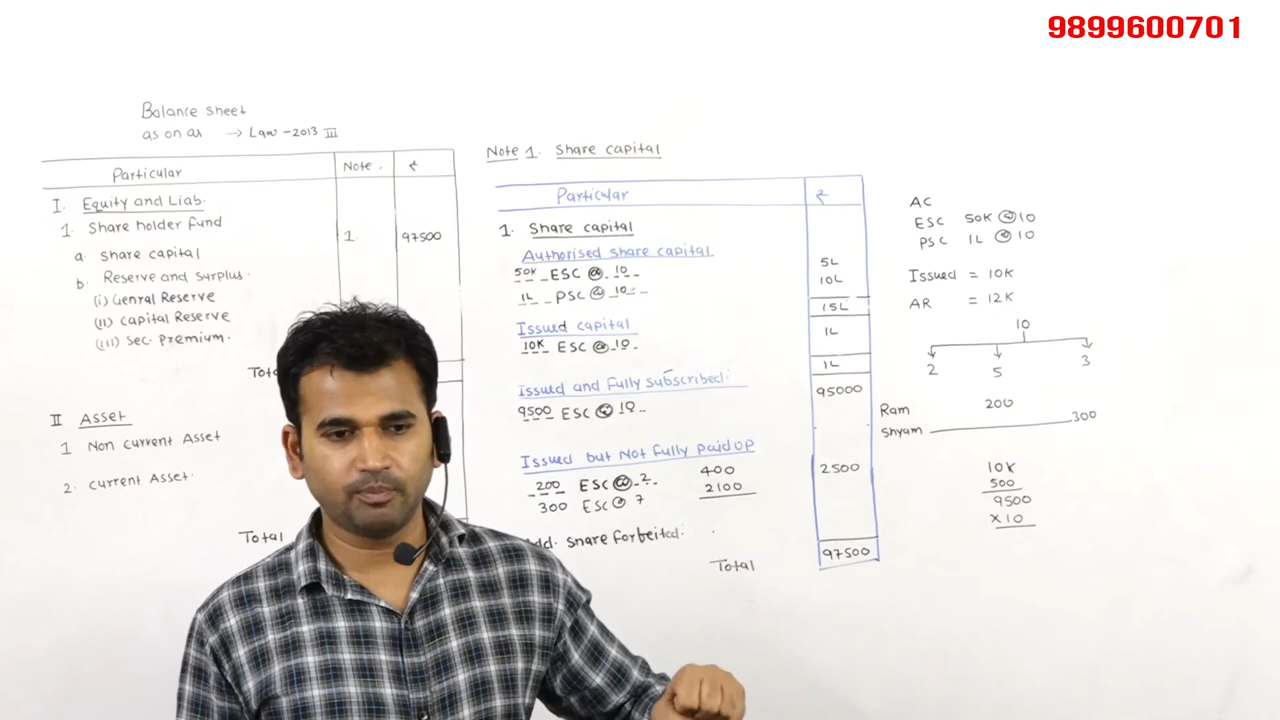 9899600701
Balance sheet
as on as → Law -2013 III
Particular Note. ₹
I. Equity and Liab.
1. Share holder fund
a. Share capital 1. 97500
b. Reserve and surplus.
(i) Genral Reserve
(ii) Capital Reserve
(iii) Sec. Premium.
II Asset
1 Non current Asset
2. Current Asset.
Total
Note 1. Share capital
Particular ₹
1. Share capital
Authorised share capital
50K ESC @ 10 5L
1L PSC @ 10 10L
15L
Issued capital 1L
10K ESC @ 10.
1L
Issued and Fully subscribed. 95000
9500 ESC @ 10
Issued but Not Fully paid up
200 ESC @ 2. 400 2500
300 ESC @ 7 2100
share forbeited.
Total 97500
AC
ESC 50K @ 10
PSC 1L @ 10
Issued = 10K
AR = 12K
10
2 5 3
Ram 200
Shyam 300
10K
500
9500
X10